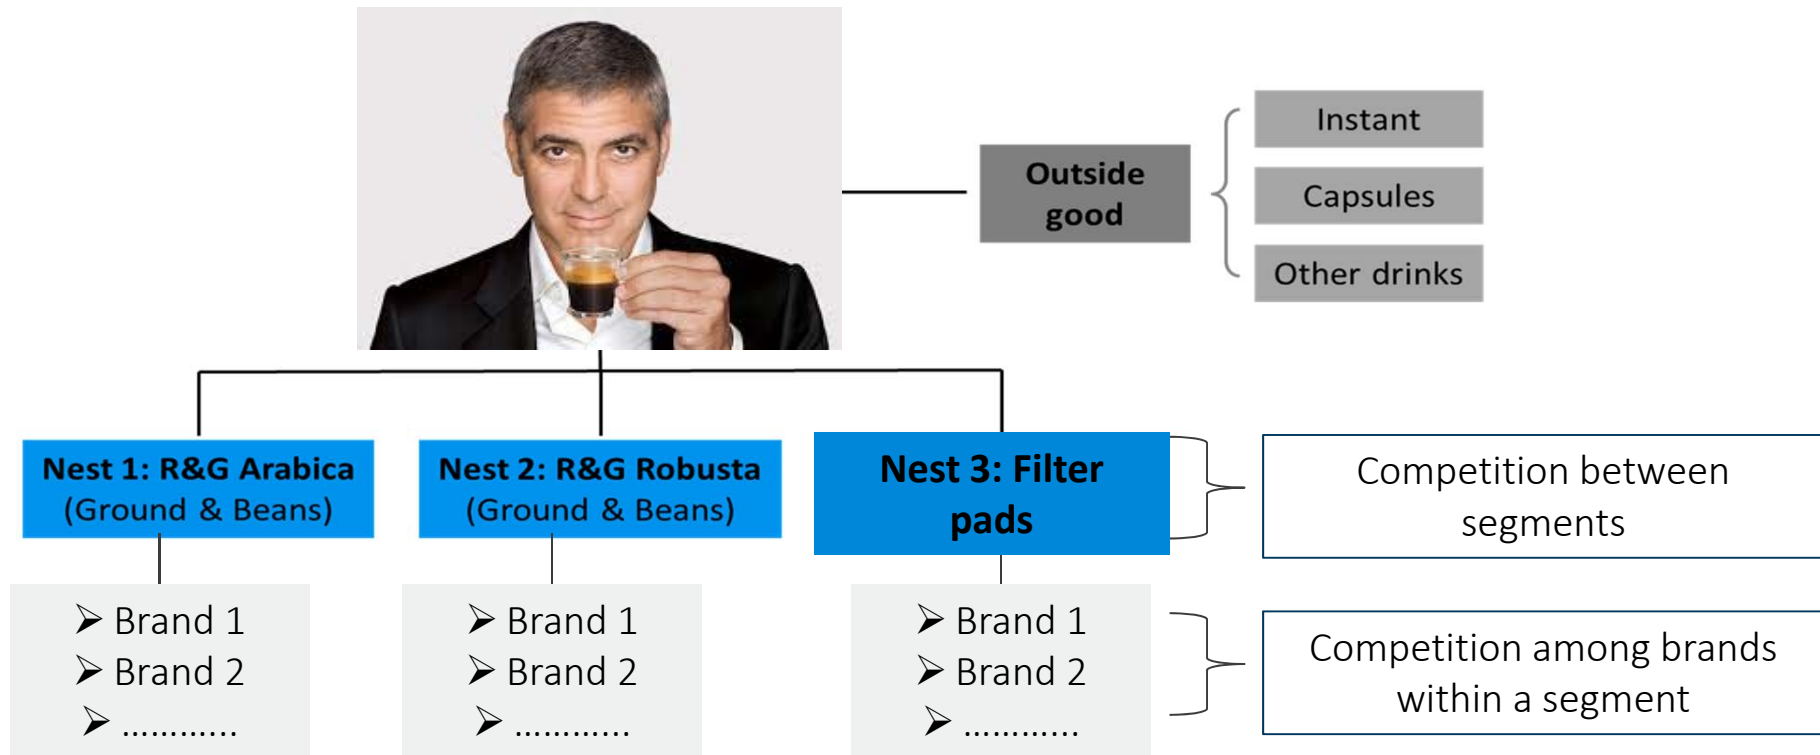 Outside
good
Instant
Capsules
Other drinks
Nest 1: R&G Arabica
(Ground & Beans)
Nest 2: R&G Robusta
(Ground & Beans)
Nest 3: Filter
pads
Competition between
segments
➢ Brand 1
➢ Brand 2
➢ ............
➢ Brand 1
➢ Brand 2
➢ ............
➢ Brand 1
➢ Brand 2
➢ ............
Competition among brands
within a segment